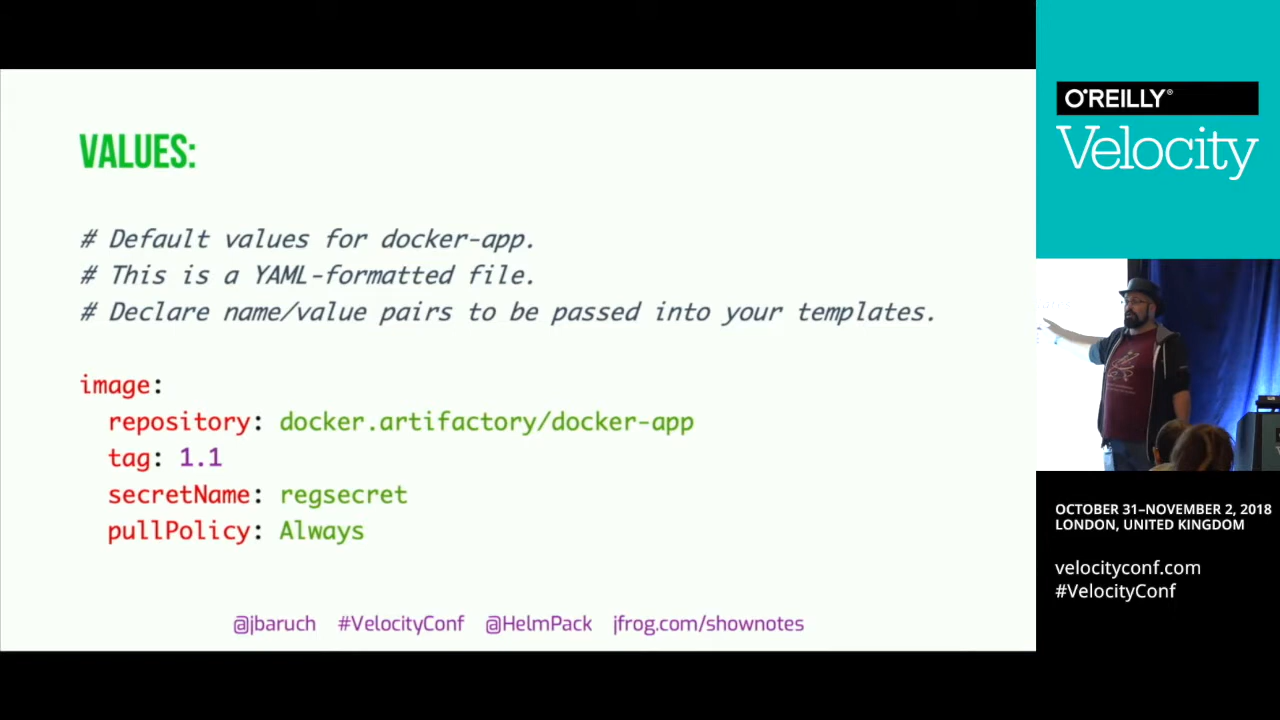 VALUES:
# Default values for docker-app.
# This is a YAML-formatted file.
# Declare name/value pairs to be passed into your templates.
image:
  repository: docker.artifactory/docker-app
  tag: 1.1
  secretName: regsecret
  pullPolicy: Always
@jbaruch #VelocityConf @HelmPack jfrog.com/shownotes
O'REILLY®
Velocity
OCTOBER 31–NOVEMBER 2, 2018
LONDON, UNITED KINGDOM
velocityconf.com
#VelocityConf